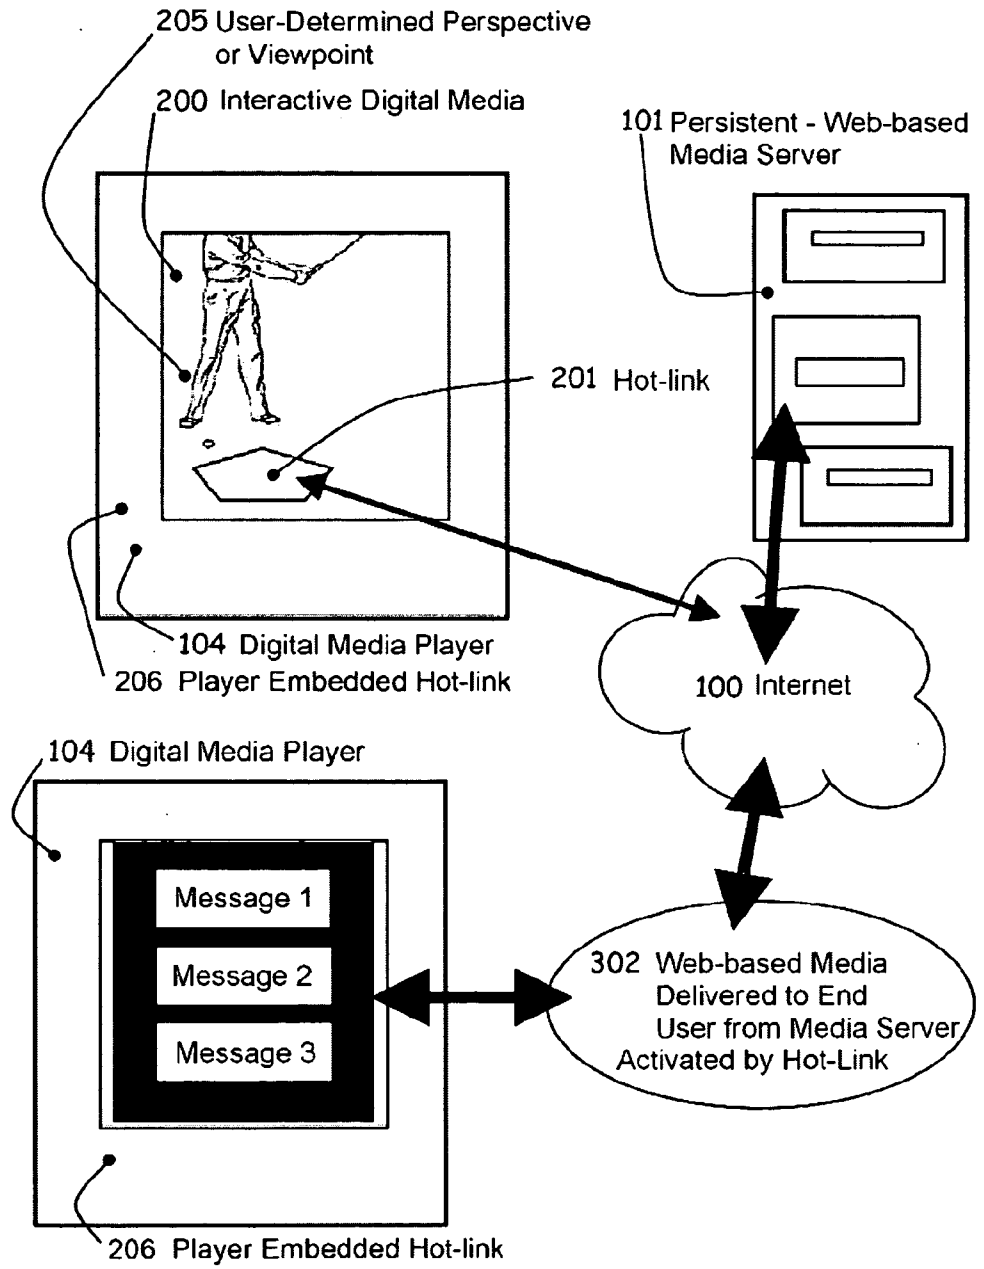 205 User-Determined Perspective
or Viewpoint
200 Interactive Digital Media
101 Persistent - Web-based
Media Server
201 Hot-link
104 Digital Media Player
206 Player Embedded Hot-link
100 Internet
104 Digital Media Player
Message 1
Message 2
Message 3
302 Web-based Media
Delivered to End
User from Media Server
Activated by Hot-Link
206 Player Embedded Hot-link